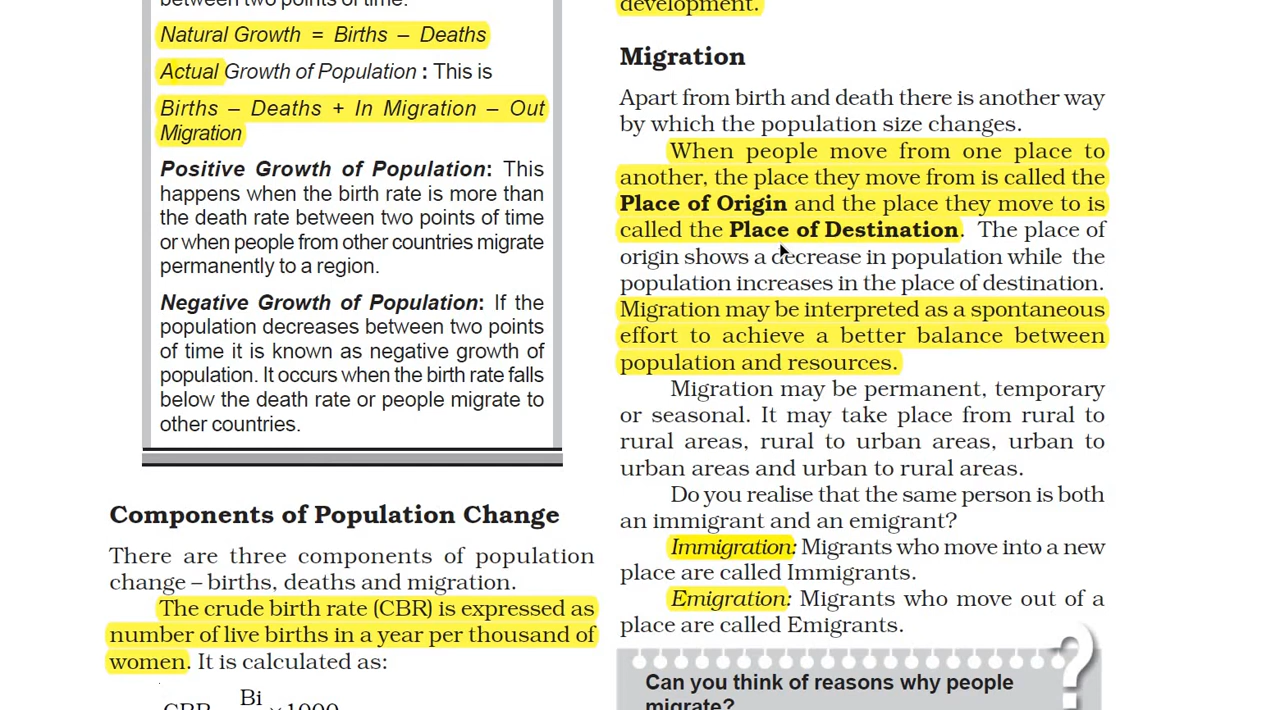 between two points of time.
Natural Growth = Births – Deaths
Actual Growth of Population : This is
Births – Deaths + In Migration – Out
Migration
Positive Growth of Population: This
happens when the birth rate is more than
the death rate between two points of time
or when people from other countries migrate
permanently to a region.
Negative Growth of Population: If the
population decreases between two points
of time it is known as negative growth of
population. It occurs when the birth rate falls
below the death rate or people migrate to
other countries.
Components of Population Change
There are three components of population
change – births, deaths and migration.
The crude birth rate (CBR) is expressed as
number of live births in a year per thousand of
women. It is calculated as:
CBR Bi ×1000
development.
Migration
Apart from birth and death there is another way
by which the population size changes.
When people move from one place to
another, the place they move from is called the
Place of Origin and the place they move to is
called the Place of Destination. The place of
origin shows a decrease in population while the
population increases in the place of destination.
Migration may be interpreted as a spontaneous
effort to achieve a better balance between
population and resources.
Migration may be permanent, temporary
or seasonal. It may take place from rural to
rural areas, rural to urban areas, urban to
urban areas and urban to rural areas.
Do you realise that the same person is both
an immigrant and an emigrant?
Immigration: Migrants who move into a new
place are called Immigrants.
Emigration: Migrants who move out of a
place are called Emigrants.
?
Can you think of reasons why people
migrate?